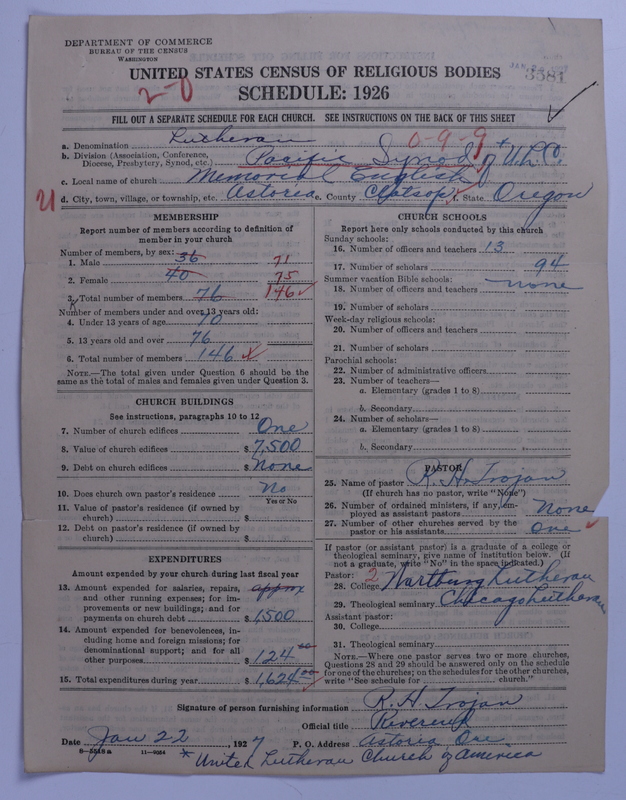 DEPARTMENT OF COMMERCE
BUREAU OF THE CENSUS
WASHINGTON
UNITED STATES CENSUS OF RELIGIOUS BODIES
3581
SCHEDULE: 1926
2-0
FILL OUT A SEPARATE SCHEDULE FOR EACH CHURCH. SEE INSTRUCTIONS ON THE BACK OF THIS SHEET
a. Denomination Lutheran 0-9-9
b. Division (Association, Conference, Diocese, Presbytery, Synod, etc.) Pacific Synod of * U.L.C.
c. Local name of church Memorial English
U d. City, town, village, or township, etc. Astoria e. County Clatsop f. State Oregon
MEMBERSHIP
Report number of members according to definition of
member in your church
Number of members, by sex:
1. Male 36 71
2. Female 40 75
3. Total number of members 76 146
Number of members under and over 13 years old:
4. Under 13 years of age 70
5. 13 years old and over 76
6. Total number of members 146
NOTE.—The total given under Question 6 should be the
same as the total of males and females given under Question 3.
CHURCH BUILDINGS
See instructions, paragraphs 10 to 12
7. Number of church edifices One
8. Value of church edifices $ 7,500
9. Debt on church edifices $ None
10. Does church own pastor's residence No
Yes or No
11. Value of pastor's residence (if owned by
church) $
12. Debt on pastor's residence (if owned by
church) $
EXPENDITURES
Amount expended by your church during last fiscal year
13. Amount expended for salaries, repairs, approx
and other running expenses; for im-
provements or new buildings; and for
payments on church debt $ 1,500
14. Amount expended for benevolences, in-
cluding home and foreign missions; for
denominational support; and for all
other purposes $ 124.00
15. Total expenditures during year $ 1,624.00
CHURCH SCHOOLS
Report here only schools conducted by this church
Sunday schools:
16. Number of officers and teachers 13
17. Number of scholars 94
Summer vacation Bible schools:
18. Number of officers and teachers none
19. Number of scholars
Week-day religious schools:
20. Number of officers and teachers
21. Number of scholars
Parochial schools:
22. Number of administrative officers
23. Number of teachers—
a. Elementary (grades 1 to 8)
b. Secondary
24. Number of scholars—
a. Elementary (grades 1 to 8)
b. Secondary
PASTOR
25. Name of pastor R. H. Trojan
(If church has no pastor, write "None")
26. Number of ordained ministers, if any, em-
ployed as assistant pastors None
27. Number of other churches served by the
pastor or his assistants One
If pastor (or assistant pastor) is a graduate of a college or
theological seminary, give name of institution below. (If
not a graduate, write "No" in the space indicated.)
Pastor: 2
28. College Wartburg Lutheran
29. Theological seminary Chicago Lutheran
Assistant pastor:
30. College
31. Theological seminary
NOTE.—Where one pastor serves two or more churches,
Questions 28 and 29 should be answered only on the schedule
for one of the churches; on the schedules for the other churches,
write "See schedule for church."
Signature of person furnishing information R. H. Trojan
Official title Reverend
Date Jan 22, 1927 P. O. Address Astoria Ore.
8—5518 a 11—9054
* United Lutheran Church of America